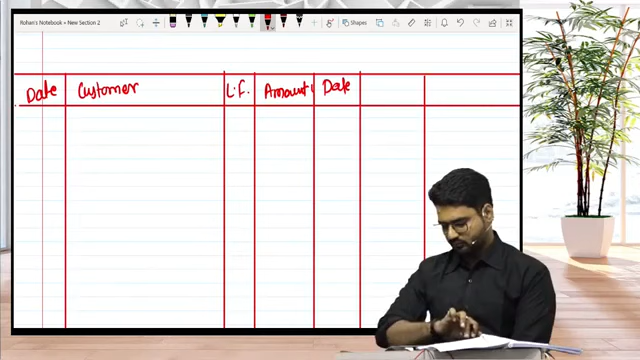 Rohan's Notebook » New Section 2
Shapes
Date Customer L.F. Amount Date